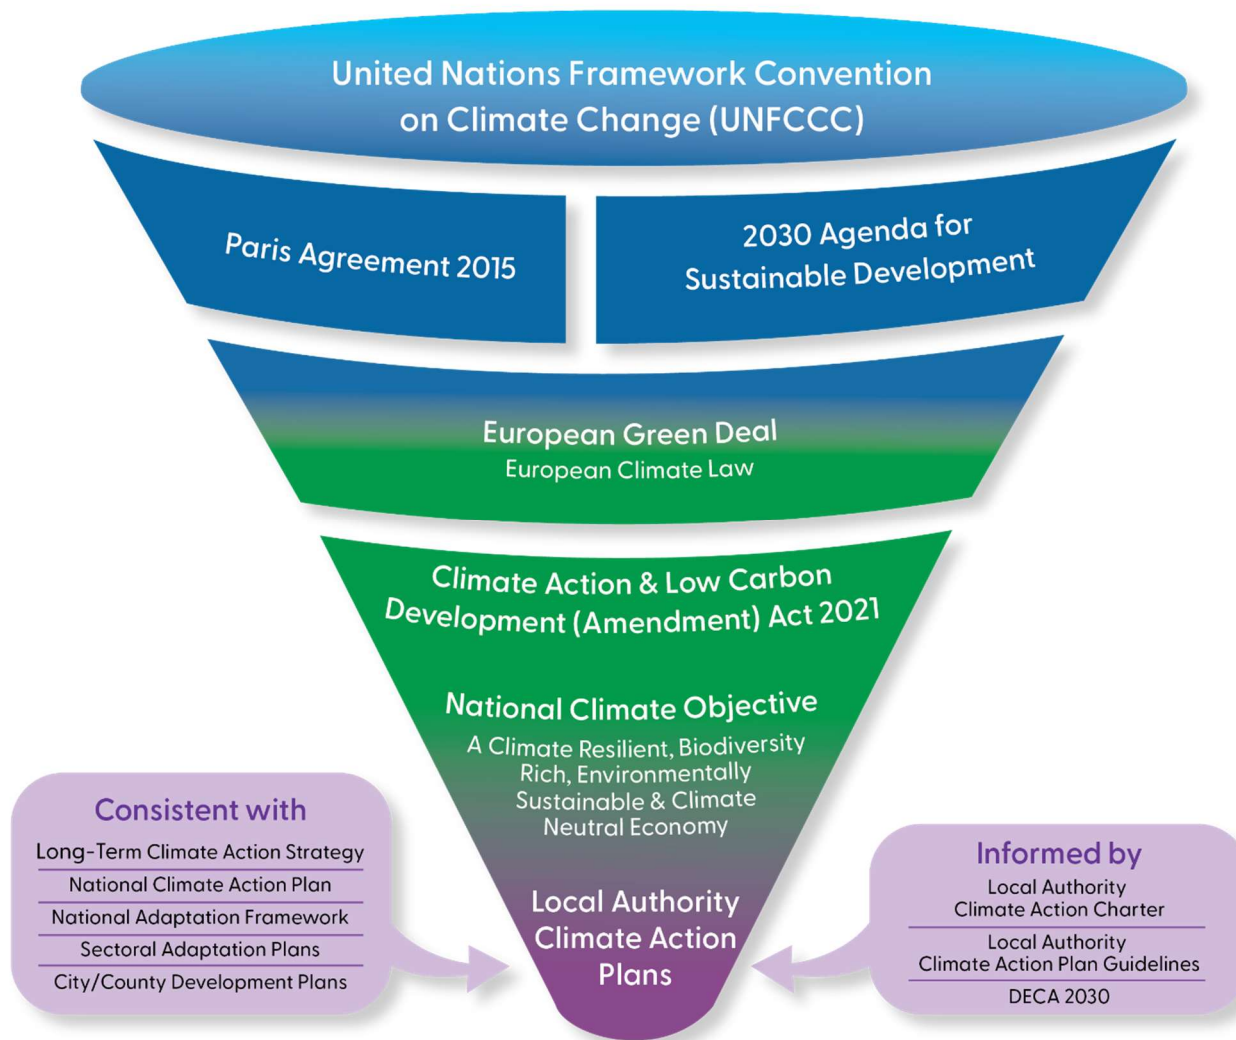 United Nations Framework Convention
on Climate Change (UNFCCC)
Paris Agreement 2015
2030 Agenda for
Sustainable Development
European Green Deal
European Climate Law
Climate Action & Low Carbon
Development (Amendment) Act 2021
National Climate Objective
A Climate Resilient, Biodiversity
Rich, Environmentally
Sustainable & Climate
Neutral Economy
Local Authority
Climate Action
Plans
Consistent with
Long-Term Climate Action Strategy
National Climate Action Plan
National Adaptation Framework
Sectoral Adaptation Plans
City/County Development Plans
Informed by
Local Authority
Climate Action Charter
Local Authority
Climate Action Plan Guidelines
DECA 2030